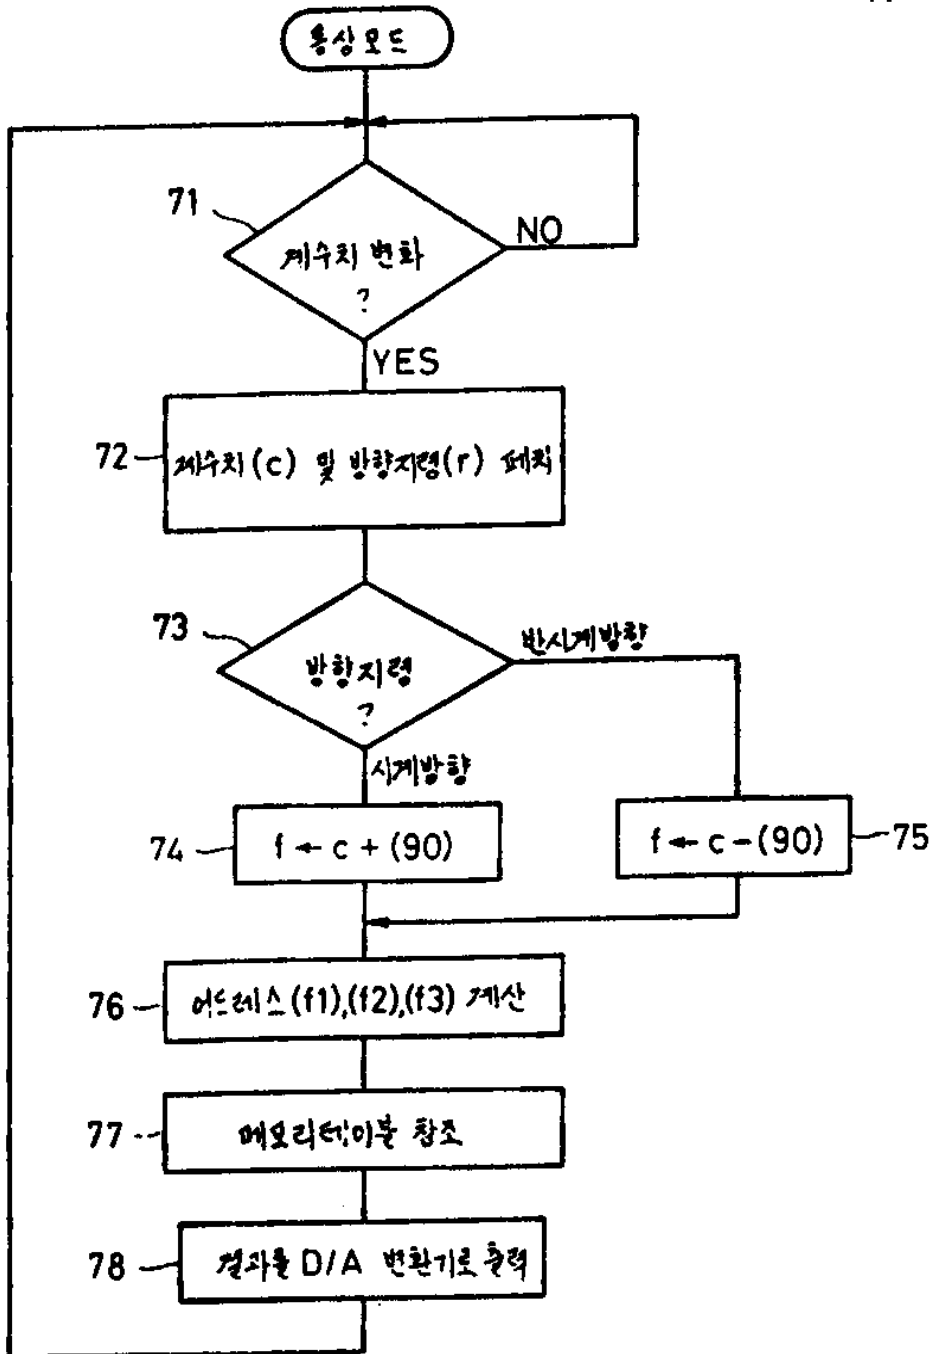 통상모드
71
계수치 변화
?
NO
YES
72
계수치(c) 및 방향지령(r) 페치
73
방향지령
?
반시계방향
시계방향
74
f ← c + (90)
f ← c - (90)
75
76
어드레스(f1),(f2),(f3) 계산
77
메모리테이블 참조
78
결과를 D/A 변환기로 출력